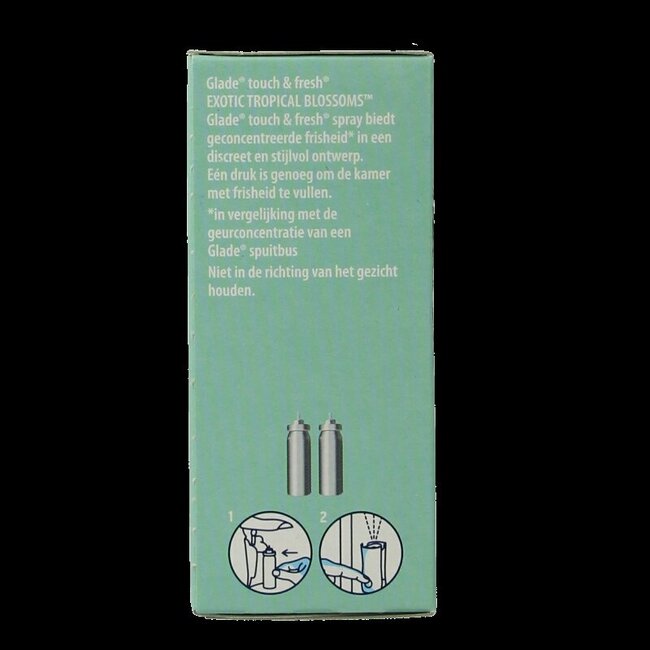 Glade® touch & fresh®
EXOTIC TROPICAL BLOSSOMS™
Glade® touch & fresh® spray biedt
geconcentreerde frisheid* in een
discreet en stijlvol ontwerp.
Eén druk is genoeg om de kamer
met frisheid te vullen.
*in vergelijking met de
geurconcentratie van een
Glade® spuitbus
Niet in de richting van het gezicht
houden.
1 2